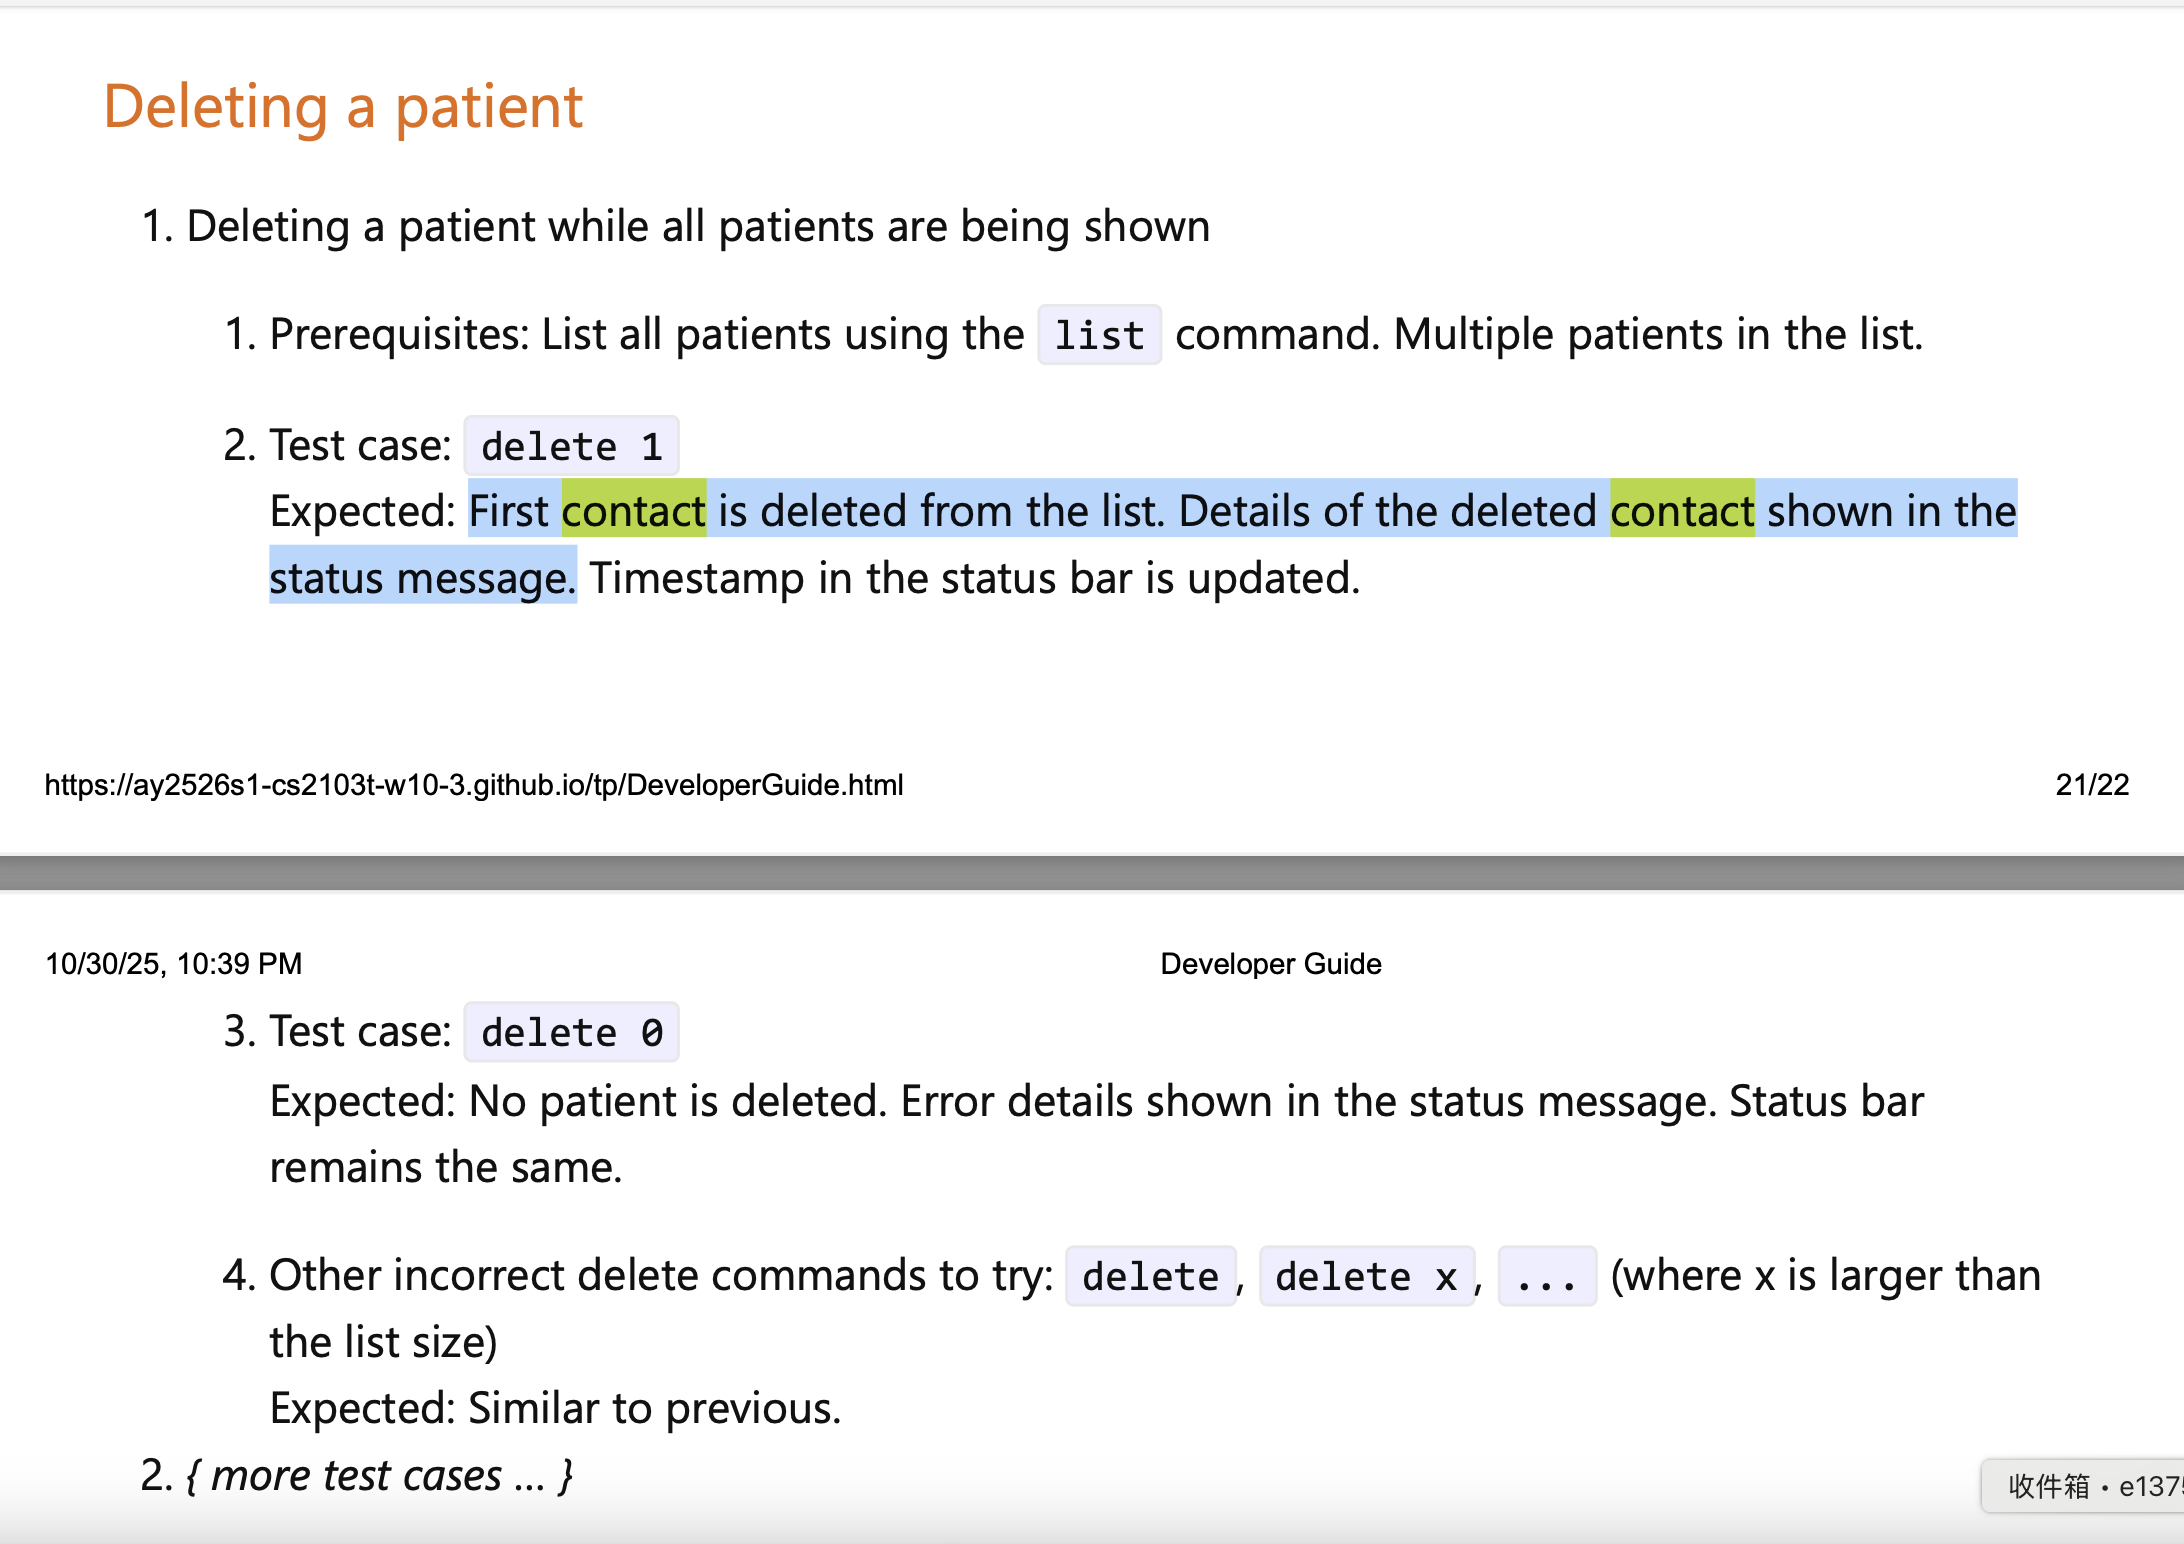 Deleting a patient
1. Deleting a patient while all patients are being shown
1. Prerequisites: List all patients using the list command. Multiple patients in the list.
2. Test case: delete 1
Expected: First contact is deleted from the list. Details of the deleted contact shown in the
status message. Timestamp in the status bar is updated.
https://ay2526s1-cs2103t-w10-3.github.io/tp/DeveloperGuide.html 21/22
10/30/25, 10:39 PM Developer Guide
3. Test case: delete 0
Expected: No patient is deleted. Error details shown in the status message. Status bar
remains the same.
4. Other incorrect delete commands to try: delete, delete x, ... (where x is larger than
the list size)
Expected: Similar to previous.
2. { more test cases … }
收件箱 • e137